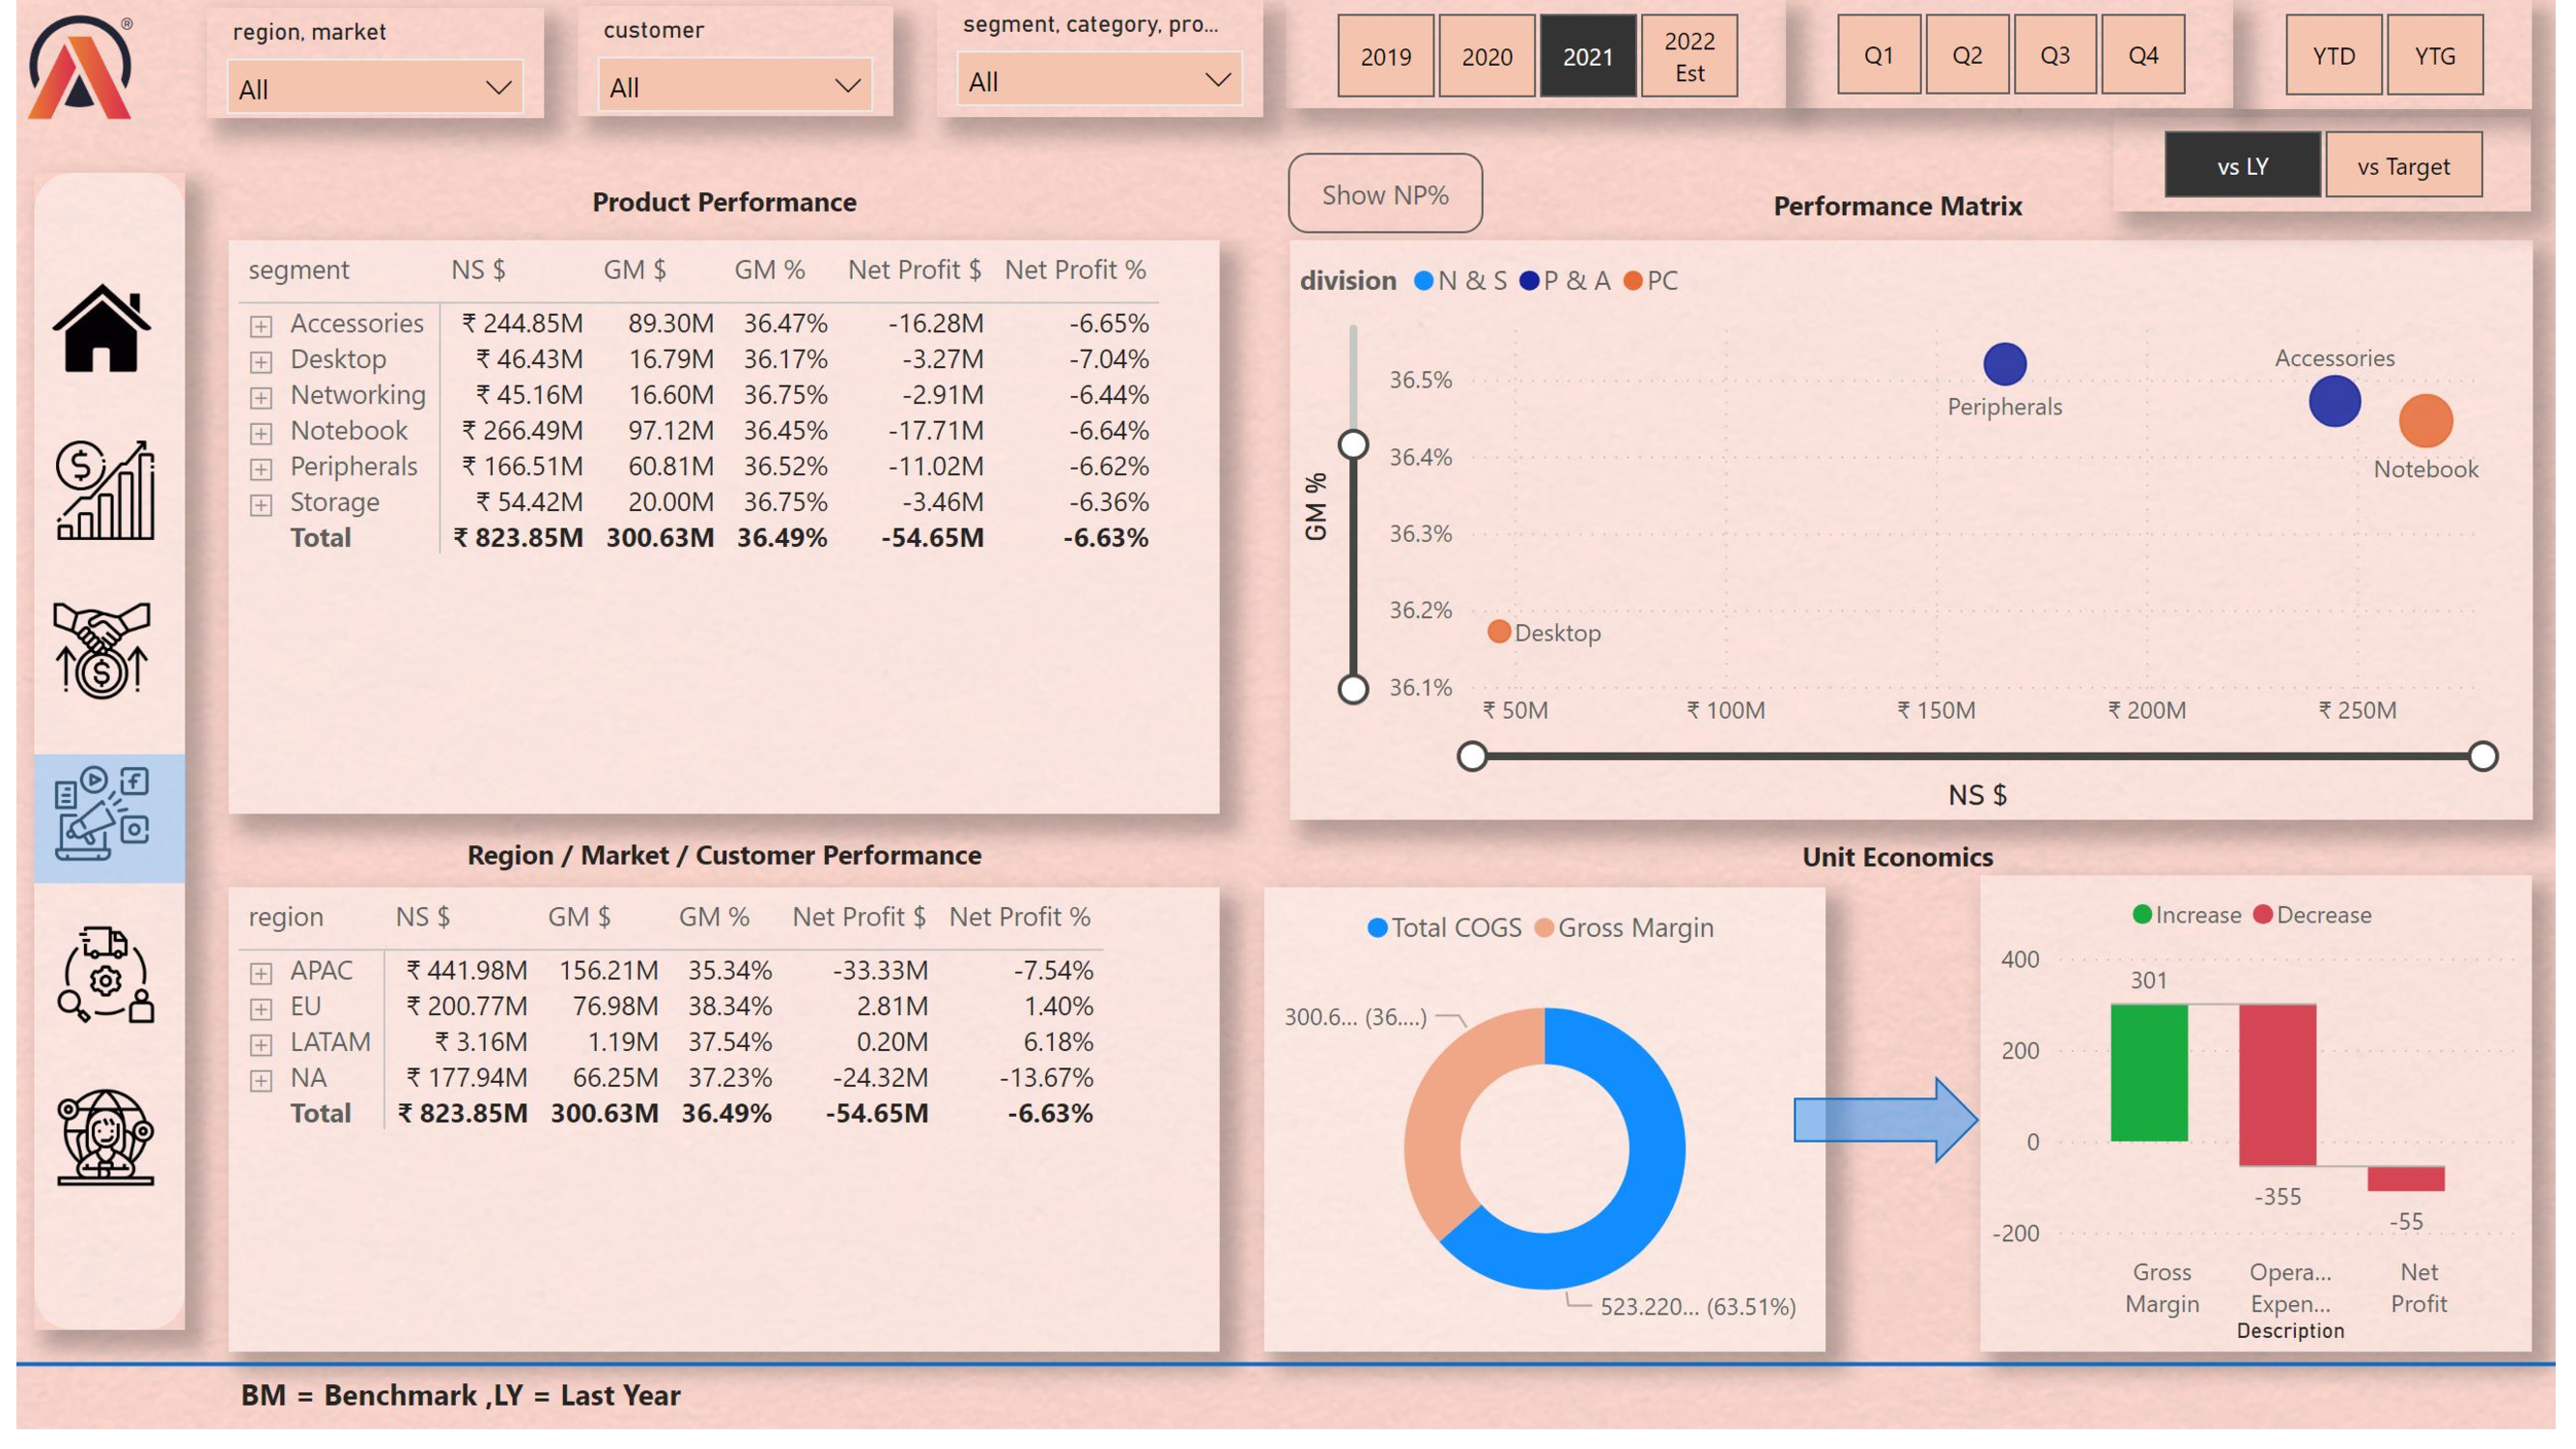 ®
region, market
All
customer
All
segment, category, pro...
All
2019
2020
2021
2022
Est
Q1
Q2
Q3
Q4
YTD
YTG
vs LY
vs Target
Product Performance
segment NS $ GM $ GM % Net Profit $ Net Profit %
Accessories ₹ 244.85M 89.30M 36.47% -16.28M -6.65%
Desktop ₹ 46.43M 16.79M 36.17% -3.27M -7.04%
Networking ₹ 45.16M 16.60M 36.75% -2.91M -6.44%
Notebook ₹ 266.49M 97.12M 36.45% -17.71M -6.64%
Peripherals ₹ 166.51M 60.81M 36.52% -11.02M -6.62%
Storage ₹ 54.42M 20.00M 36.75% -3.46M -6.36%
Total ₹ 823.85M 300.63M 36.49% -54.65M -6.63%
Show NP%
Performance Matrix
division N & S P & A PC
GM %
36.5%
36.4%
36.3%
36.2%
36.1%
Peripherals
Accessories
Notebook
Desktop
₹ 50M ₹ 100M ₹ 150M ₹ 200M ₹ 250M
NS $
Region / Market / Customer Performance
region NS $ GM $ GM % Net Profit $ Net Profit %
APAC ₹ 441.98M 156.21M 35.34% -33.33M -7.54%
EU ₹ 200.77M 76.98M 38.34% 2.81M 1.40%
LATAM ₹ 3.16M 1.19M 37.54% 0.20M 6.18%
NA ₹ 177.94M 66.25M 37.23% -24.32M -13.67%
Total ₹ 823.85M 300.63M 36.49% -54.65M -6.63%
Unit Economics
Total COGS Gross Margin
300.6... (36....)
523.220... (63.51%)
Increase Decrease
400
200
0
-200
301
-355
-55
Gross
Margin
Opera...
Expen...
Net
Profit
Description
BM = Benchmark ,LY = Last Year